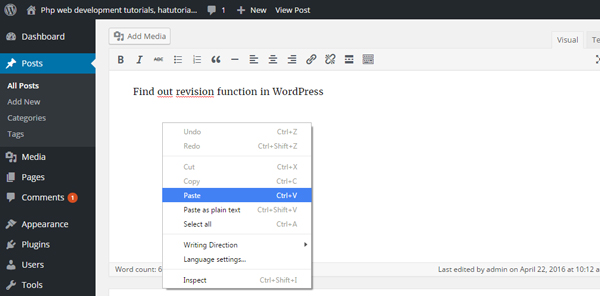 Php web development tutorials, hatutoria... 1 + New View Post
Dashboard
Posts
All Posts
Add New
Categories
Tags
Media
Pages
Comments 1
Appearance
Plugins
Users
Tools
Add Media
Visual
Te
B I ABC
Find out revision function in WordPress
Undo Ctrl+Z
Redo Ctrl+Shift+Z
Cut Ctrl+X
Copy Ctrl+C
Paste Ctrl+V
Paste as plain text Ctrl+Shift+V
Select all Ctrl+A
Writing Direction
Language settings...
Inspect Ctrl+Shift+I
Word count: 6
Last edited by admin on April 22, 2016 at 10:12 a